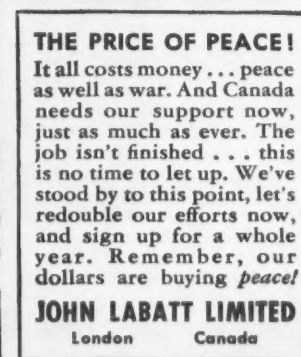 THE PRICE OF PEACE!
It all costs money . . . peace
as well as war. And Canada
needs our support now,
just as much as ever. The
job isn't finished . . . this
is no time to let up. We've
stood by to this point, let's
redouble our efforts now,
and sign up for a whole
year. Remember, our
dollars are buying peace!
JOHN LABATT LIMITED
London Canada